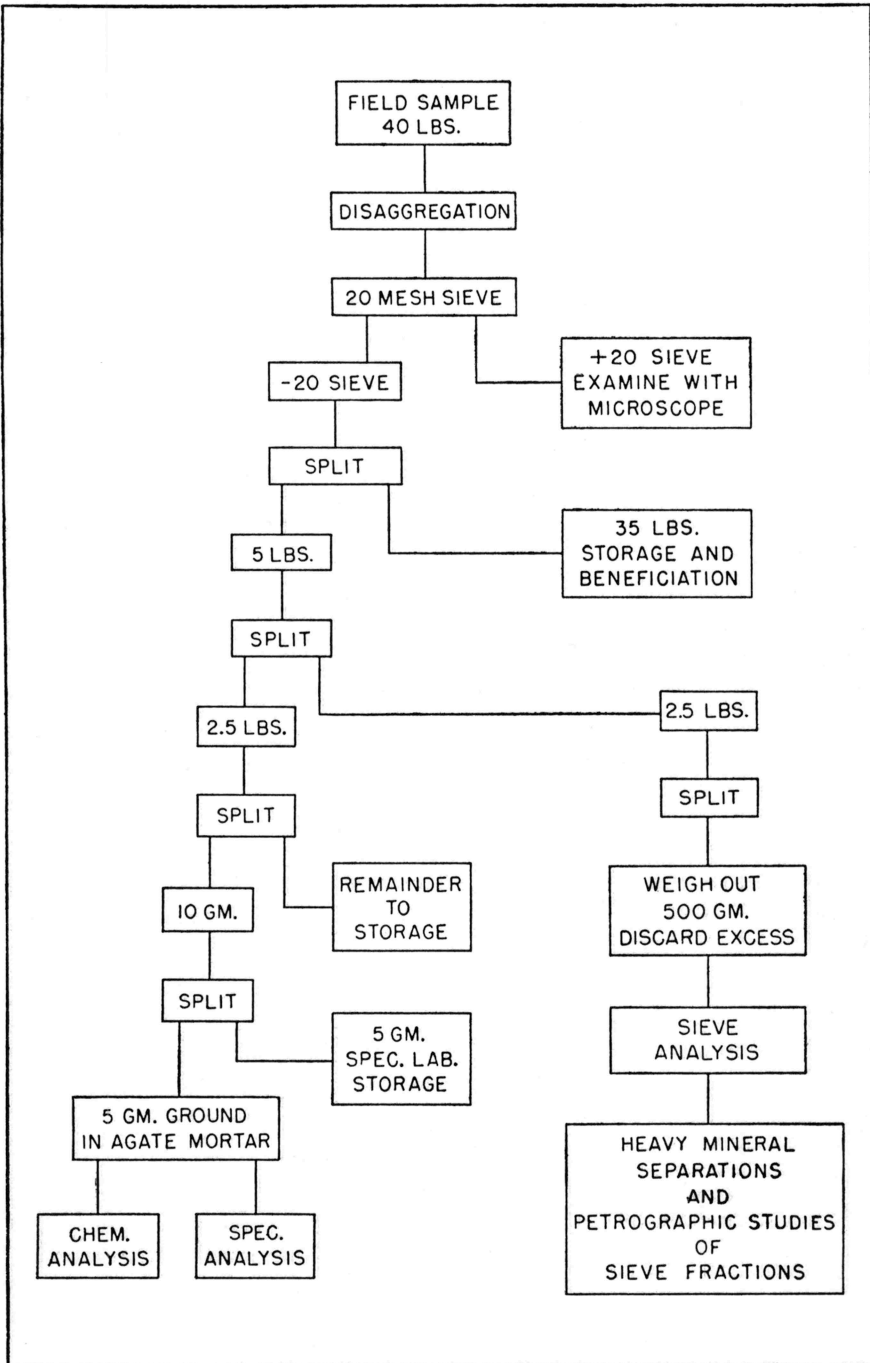 FIELD SAMPLE
40 LBS.
DISAGGREGATION
20 MESH SIEVE
-20 SIEVE
+20 SIEVE
EXAMINE WITH
MICROSCOPE
SPLIT
5 LBS.
35 LBS.
STORAGE AND
BENEFICIATION
SPLIT
2.5 LBS.
2.5 LBS.
SPLIT
SPLIT
10 GM.
REMAINDER
TO
STORAGE
WEIGH OUT
500 GM.
DISCARD EXCESS
SPLIT
5 GM.
SPEC. LAB.
STORAGE
SIEVE
ANALYSIS
5 GM. GROUND
IN AGATE MORTAR
HEAVY MINERAL
SEPARATIONS
AND
PETROGRAPHIC STUDIES
OF
SIEVE FRACTIONS
CHEM.
ANALYSIS
SPEC.
ANALYSIS